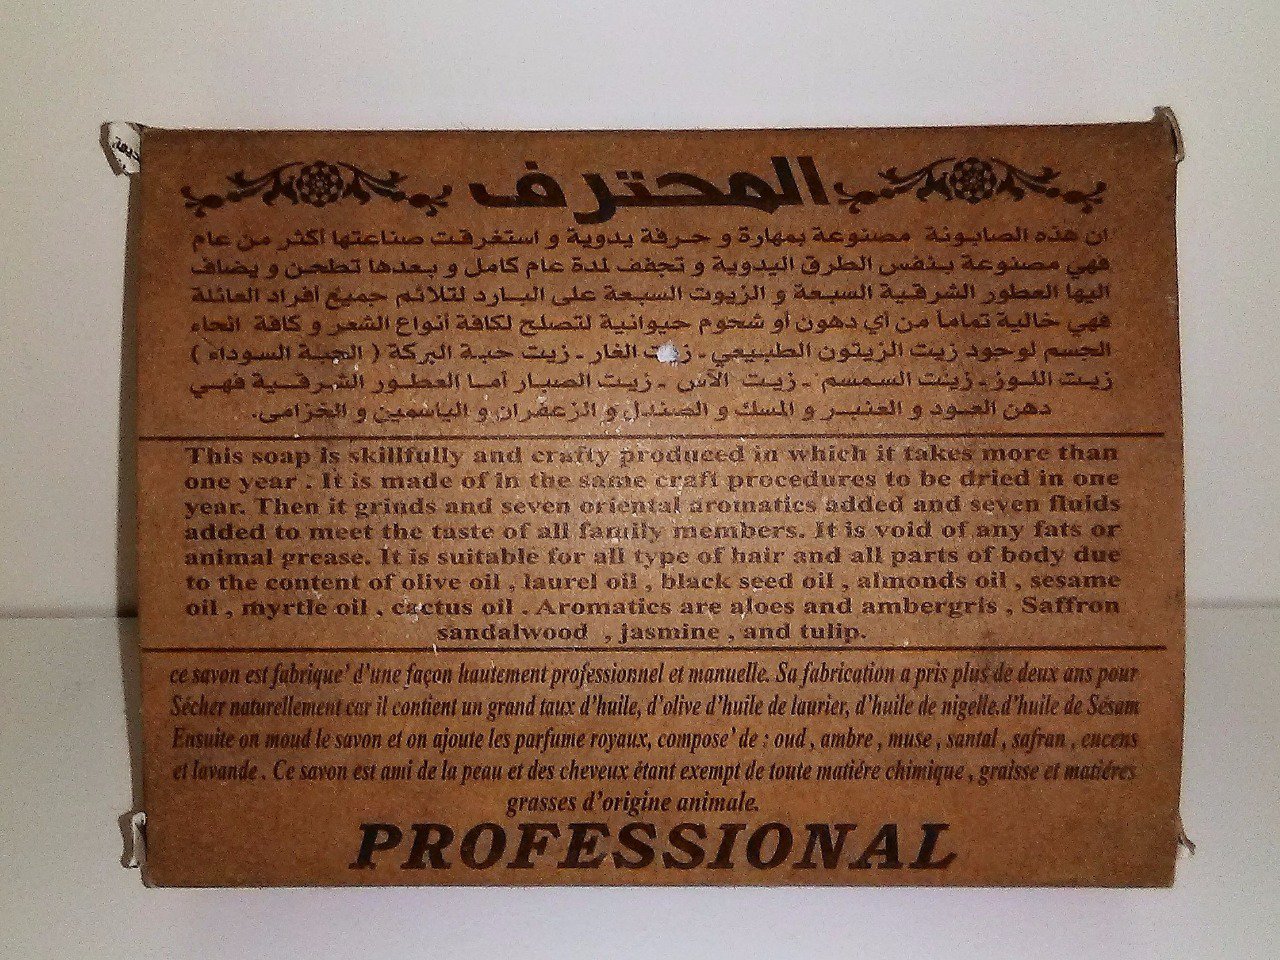 المحترف
ان هذه الصابونة مصنوعة بمهارة و حرفة يدوية و استغرقت صناعتها أكثر من عام
فهي مصنوعة بنفس الطرق اليدوية و تجفف لمدة عام كامل و بعدها تطحن و يضاف
اليها العطور الشرقية السبعة و الزيوت السبعة على البارد لتلائم جميع أفراد العائلة
فهي خالية تماماً من أي دهون أو شحوم حيوانية لتصلح لكافة أنواع الشعر و كافة انحاء
الجسم لوجود زيت الزيتون الطبيعي - زيت الغار - زيت حبة البركة ( الحبة السوداء )
زيت اللوز - زيت السمسم - زيت الآس - زيت الصبار أما العطور الشرقية فهي
دهن العود و العنبر و المسك و الصندل و الزعفران و الياسمين و الخزامى.
This soap is skillfully and crafty produced in which it takes more than
one year . It is made of in the same craft procedures to be dried in one
year. Then it grinds and seven oriental aromatics added and seven fluids
added to meet the taste of all family members. It is void of any fats or
animal grease. It is suitable for all type of hair and all parts of body due
to the content of olive oil , laurel oil , black seed oil , almonds oil , sesame
oil , myrtle oil , cactus oil . Aromatics are aloes and ambergris , Saffron
sandalwood , jasmine , and tulip.
ce savon est fabrique' d'une façon hautement professionnel et manuelle. Sa fabrication a pris plus de deux ans pour
Sécher naturellement car il contient un grand taux d'huile, d'olive d'huile de laurier, d'huile de nigelle.d'huile de Sésam
Ensuite on moud le savon et on ajoute les parfume royaux, compose' de : oud , ambre , muse , santal , safran , encens
et lavande . Ce savon est ami de la peau et des cheveux étant exempt de toute matiére chimique , graisse et matiéres
grasses d'origine animale.
PROFESSIONAL